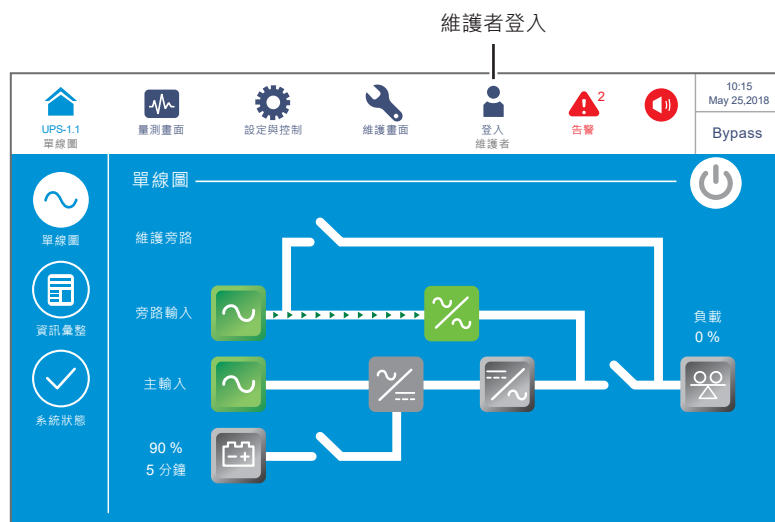 維護者登入
UPS-1.1
單線圖
量測畫面
設定與控制
維護畫面
登入
維護者
2
告警
10:15
May 25,2018
Bypass
單線圖
單線圖
資訊彙整
系統狀態
維護旁路
旁路輸入
主輸入
90 %
5 分鐘
負載
0 %